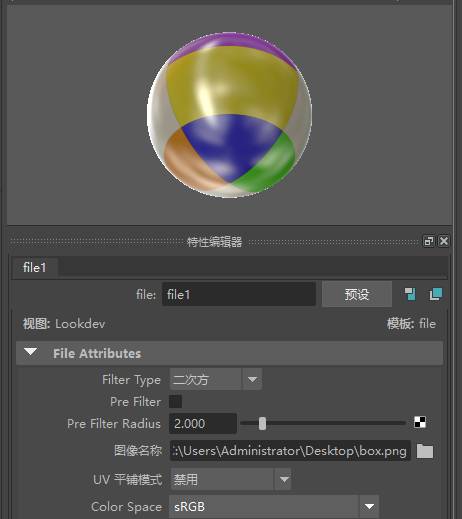 特性编辑器
file1
file: file1 预设
视图: Lookdev 模板: file
File Attributes
Filter Type 二次方
Pre Filter
Pre Filter Radius 2.000
图像名称 :\Users\Administrator\Desktop\box.png
UV 平铺模式 禁用
Color Space sRGB